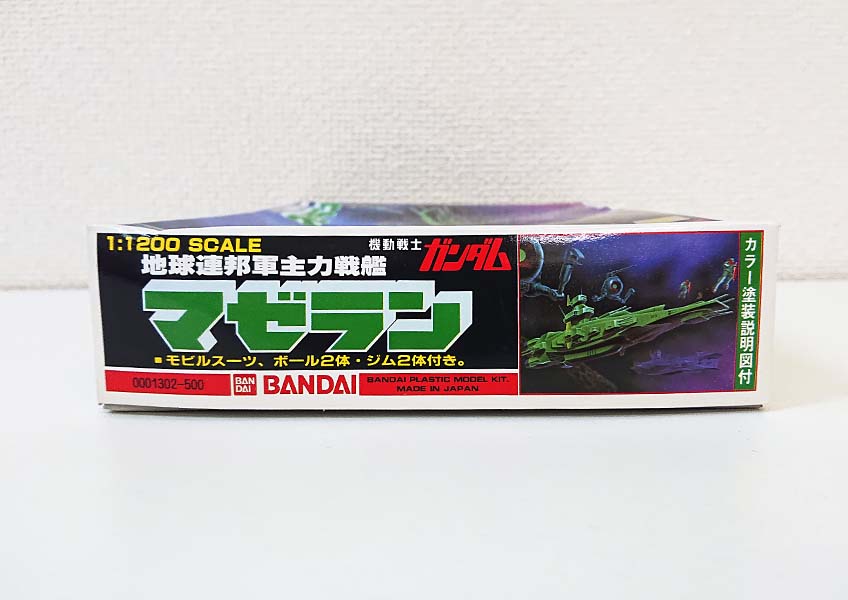 1:1200 SCALE
地球連邦軍主力戦艦
機動戦士
ガンダム
マゼラン
■モビルスーツ、ボール2体・ジム2体付き。
0001302-500
BAN
DAI
BANDAI
BANDAI PLASTIC MODEL KIT.
MADE IN JAPAN
カラー塗装説明図付